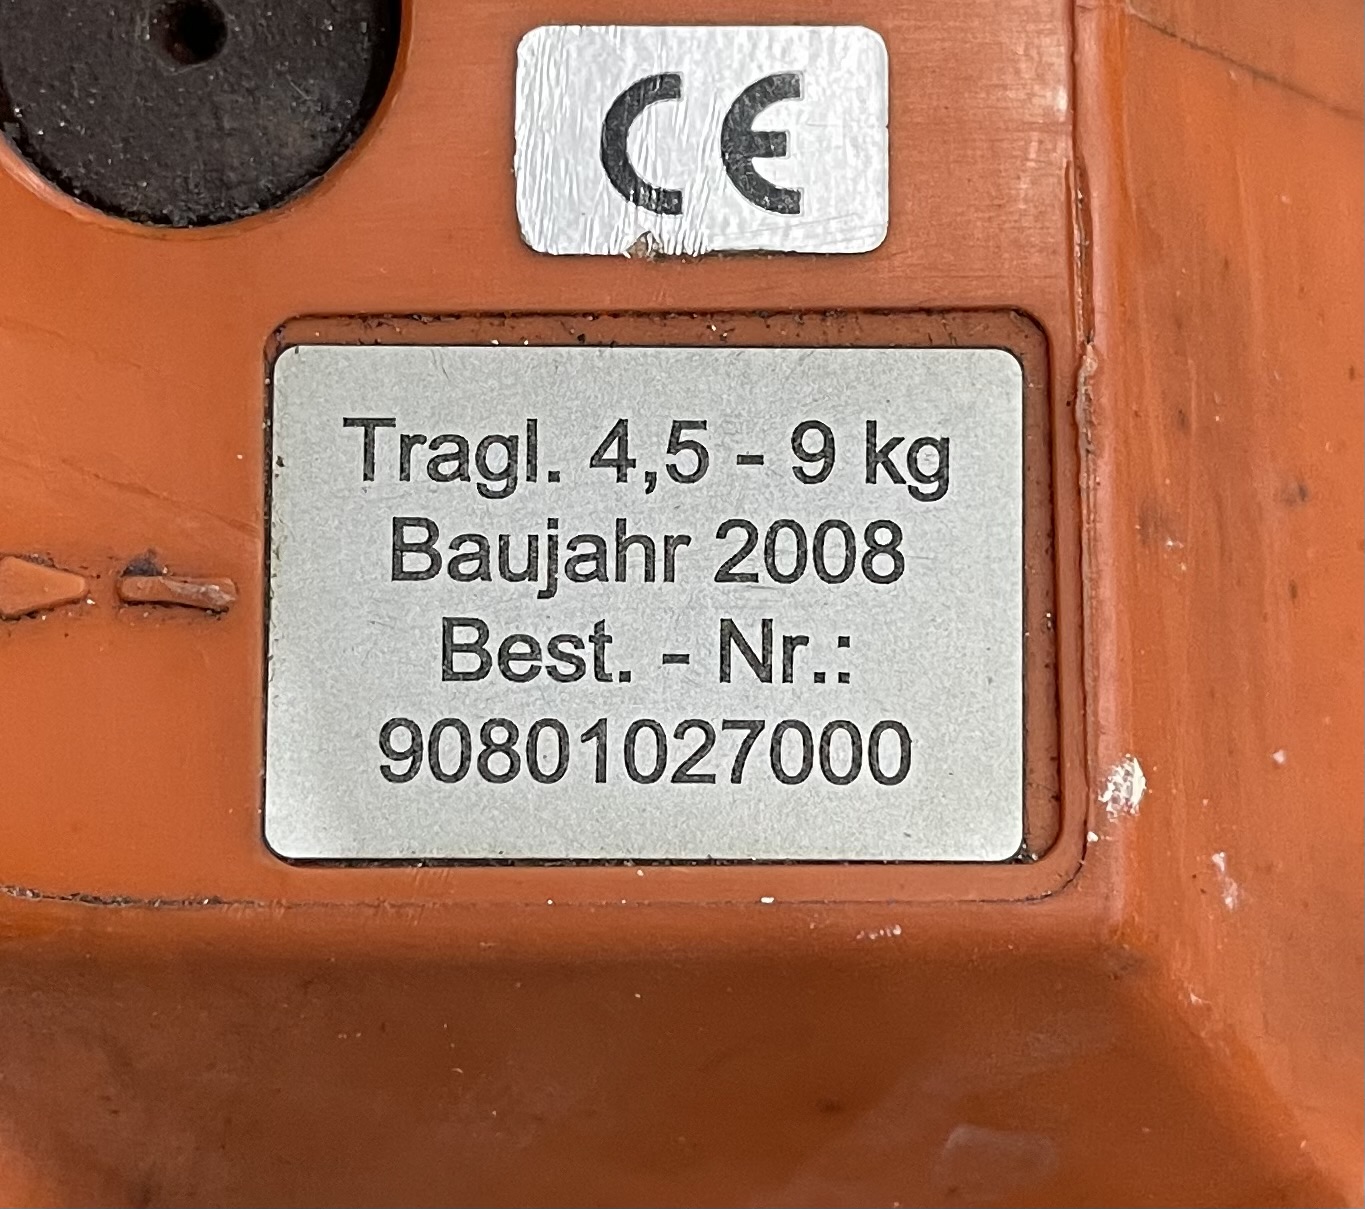 CE
Tragl. 4,5 - 9 kg
Baujahr 2008
Best. - Nr.:
90801027000